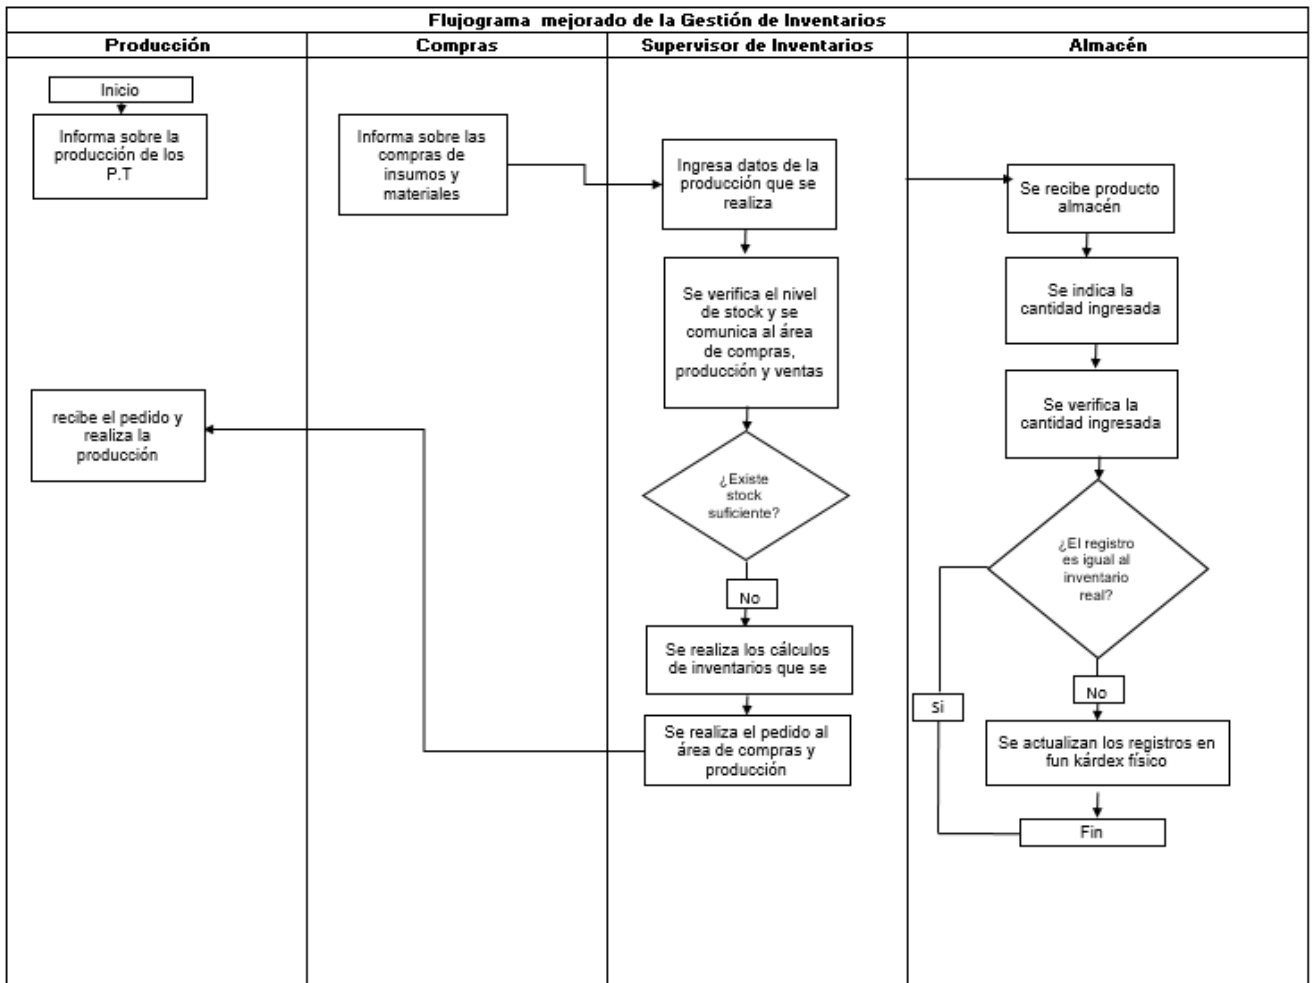 Flujograma mejorado de la Gestión de Inventarios
Producción
Compras
Supervisor de Inventarios
Almacén
Inicio
Informa sobre la
producción de los
P.T
recibe el pedido y
realiza la
producción
Informa sobre las
compras de
insumos y
materiales
Ingresa datos de la
producción que se
realiza
Se verifica el nivel
de stock y se
comunica al área
de compras,
producción y ventas
¿Existe
stock
suficiente?
No
Se realiza los cálculos
de inventarios que se
Se realiza el pedido al
área de compras y
producción
Se recibe producto
almacén
Se indica la
cantidad ingresada
Se verifica la
cantidad ingresada
¿El registro
es igual al
inventario
real?
Si
No
Se actualizan los registros en
fun kárdex físico
Fin